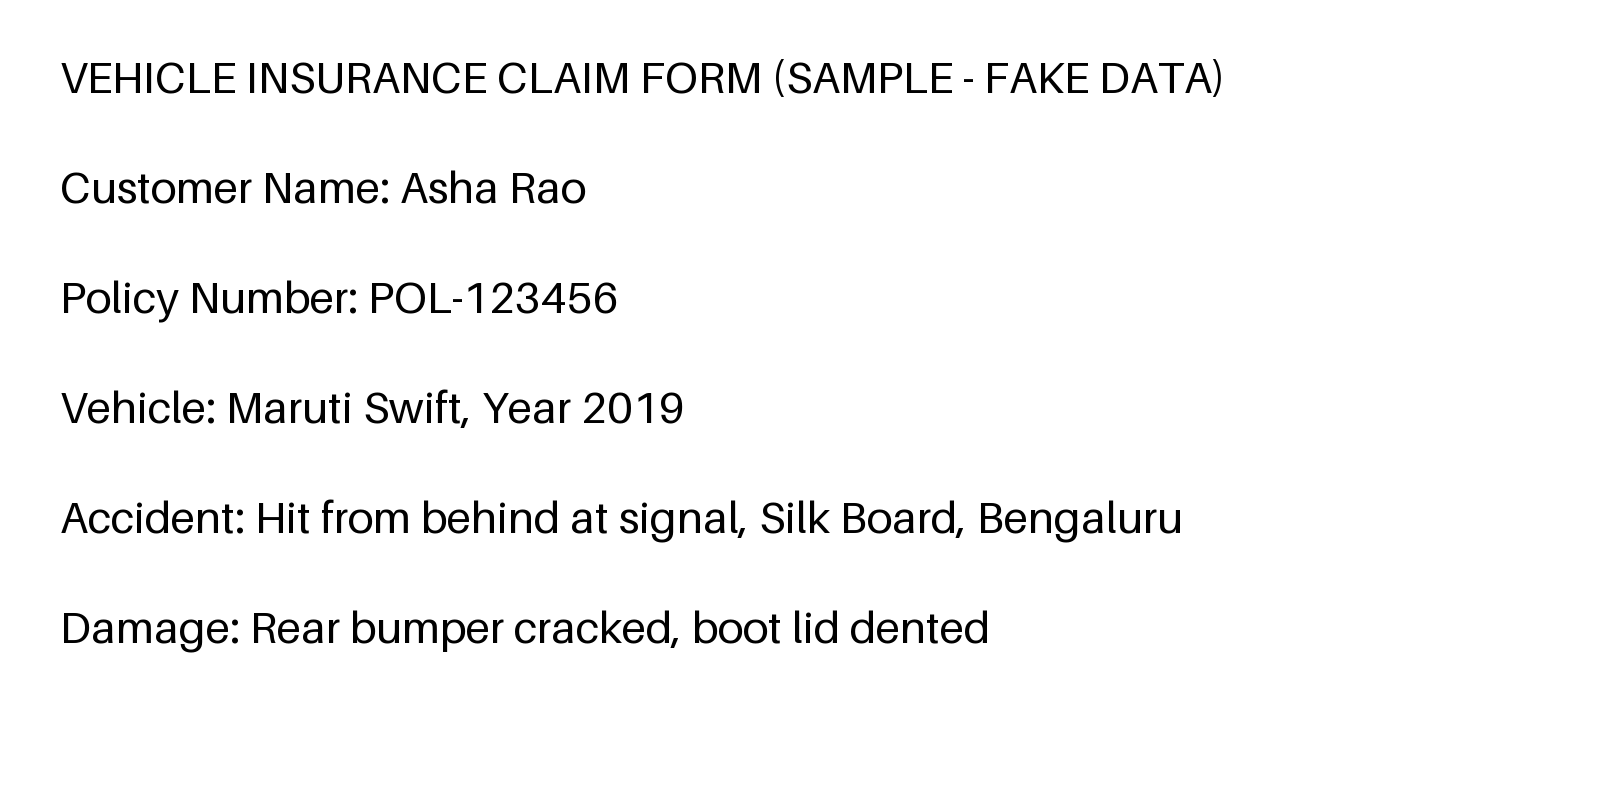 VEHICLE INSURANCE CLAIM FORM (SAMPLE - FAKE DATA)
Customer Name: Asha Rao
Policy Number: POL-123456
Vehicle: Maruti Swift, Year 2019
Accident: Hit from behind at signal, Silk Board, Bengaluru
Damage: Rear bumper cracked, boot lid dented